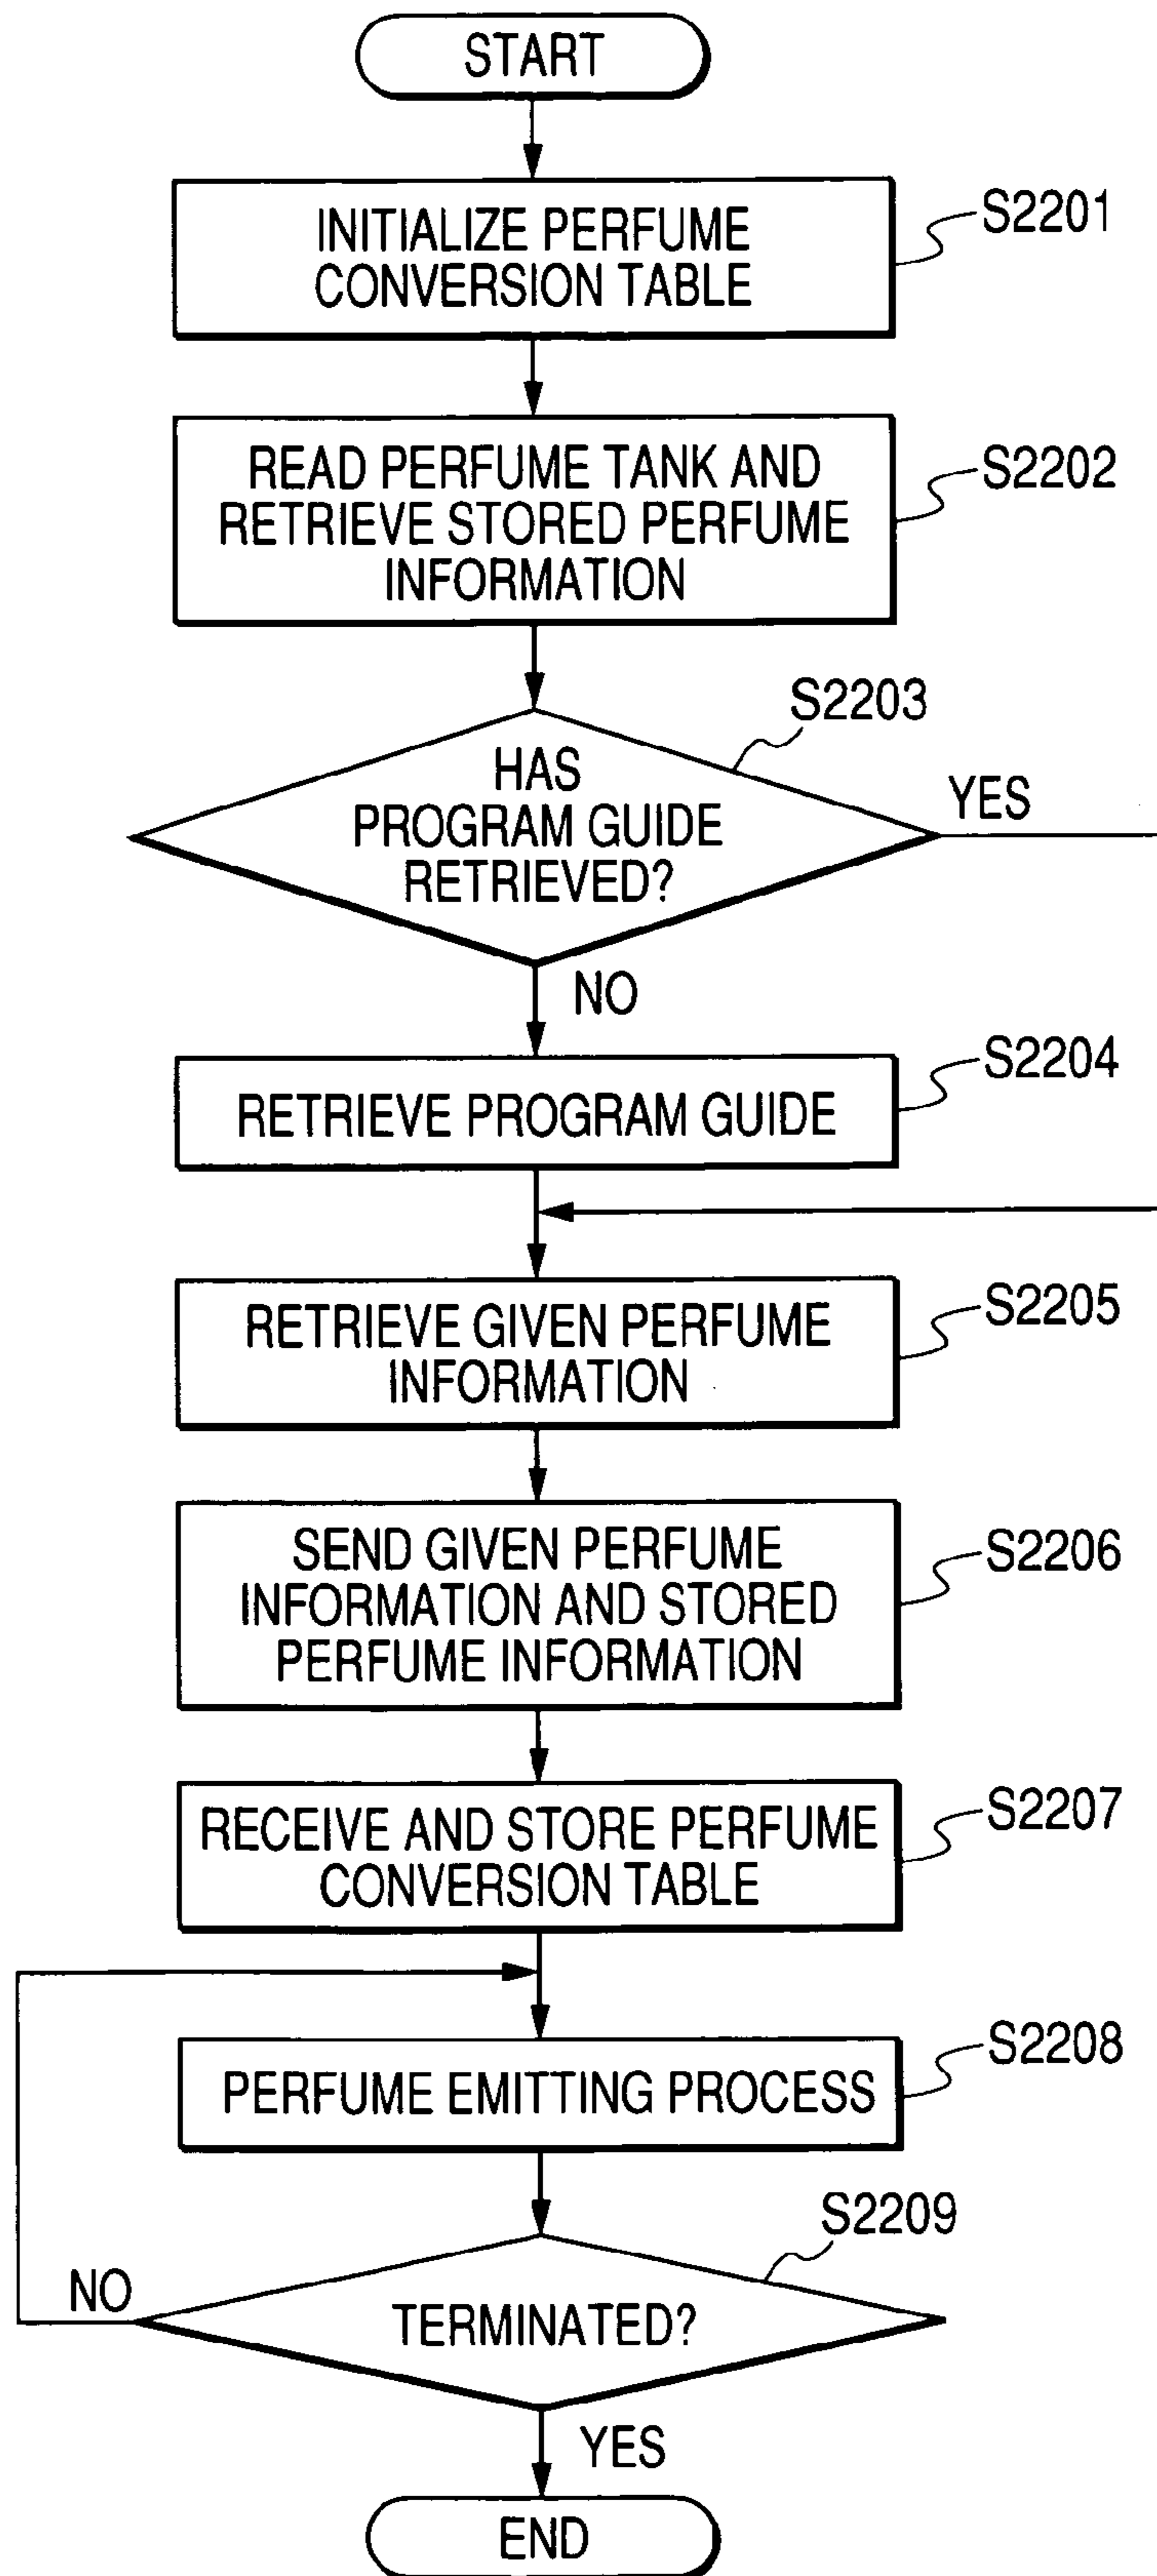 START
INITIALIZE PERFUME
CONVERSION TABLE
S2201
READ PERFUME TANK AND
RETRIEVE STORED PERFUME
INFORMATION
S2202
S2203
HAS
PROGRAM GUIDE
RETRIEVED?
YES
NO
RETRIEVE PROGRAM GUIDE
S2204
RETRIEVE GIVEN PERFUME
INFORMATION
S2205
SEND GIVEN PERFUME
INFORMATION AND STORED
PERFUME INFORMATION
S2206
RECEIVE AND STORE PERFUME
CONVERSION TABLE
S2207
PERFUME EMITTING PROCESS
S2208
S2209
TERMINATED?
NO
YES
END